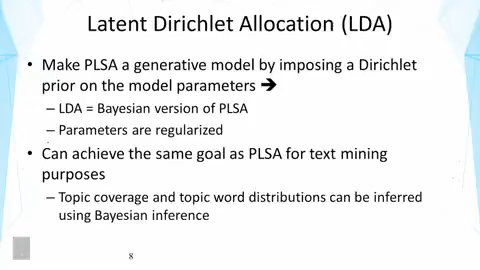 Latent Dirichlet Allocation (LDA)
• Make PLSA a generative model by imposing a Dirichlet
prior on the model parameters ➔
– LDA = Bayesian version of PLSA
– Parameters are regularized
• Can achieve the same goal as PLSA for text mining
purposes
– Topic coverage and topic word distributions can be inferred
using Bayesian inference
8